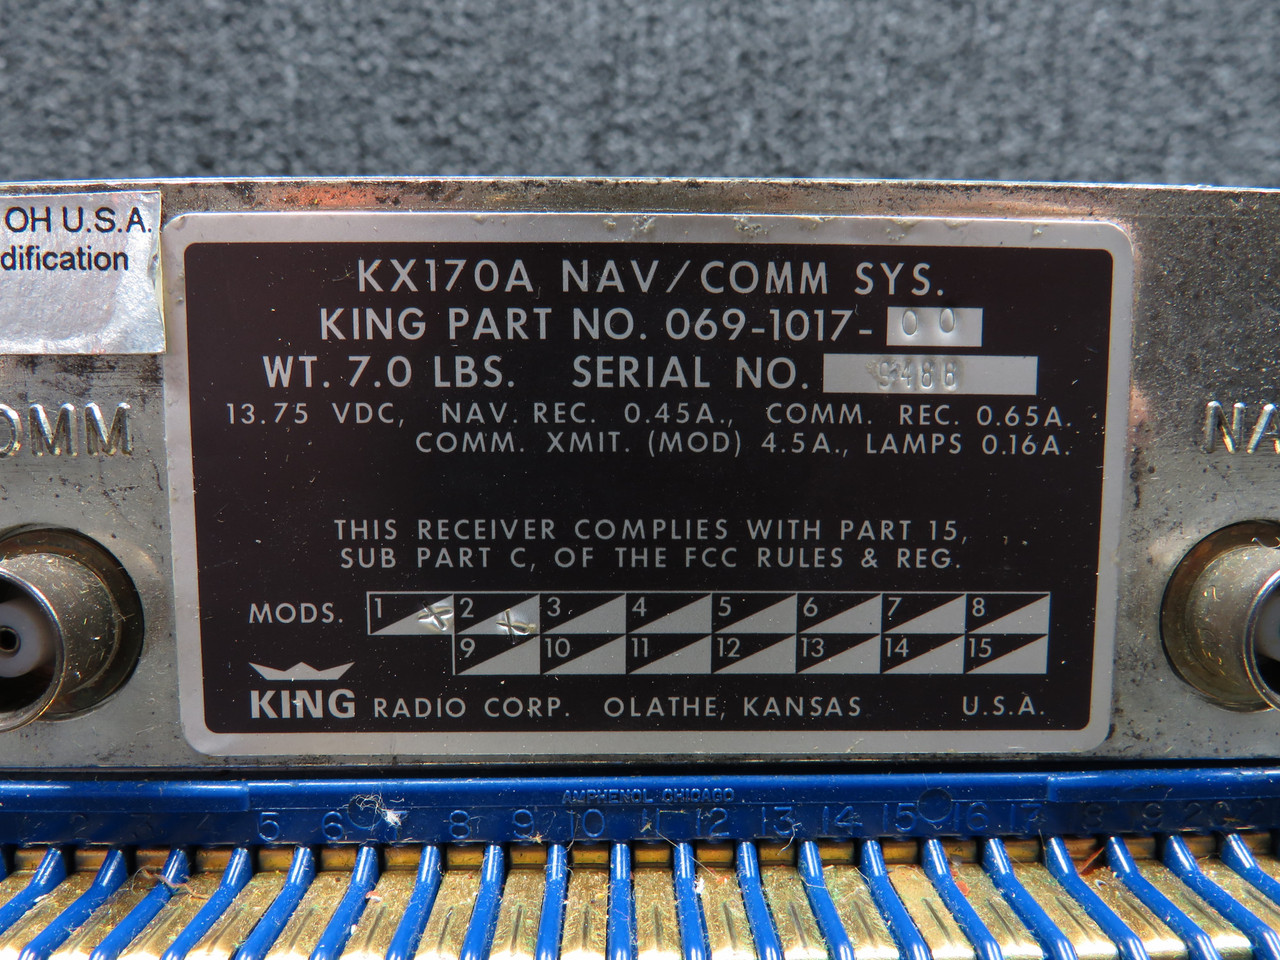 OH U.S.A.
dification
KX170A NAV/COMM SYS.
KING PART NO. 069-1017-00
WT. 7.0 LBS. SERIAL NO.
13.75 VDC, NAV. REC. 0.45A., COMM. REC. 0.65A.
COMM. XMIT. (MOD) 4.5A., LAMPS 0.16A.
OMM
NA
THIS RECEIVER COMPLIES WITH PART 15,
SUB PART C, OF THE FCC RULES & REG.
MODS. 1 X 2 X 3 4 5 6 7 8
9 10 11 12 13 14 15
KING RADIO CORP. OLATHE, KANSAS U.S.A.
AMPHENOL CHICAGO
5 6 8 9 10 11 12 13 14 15 16 17